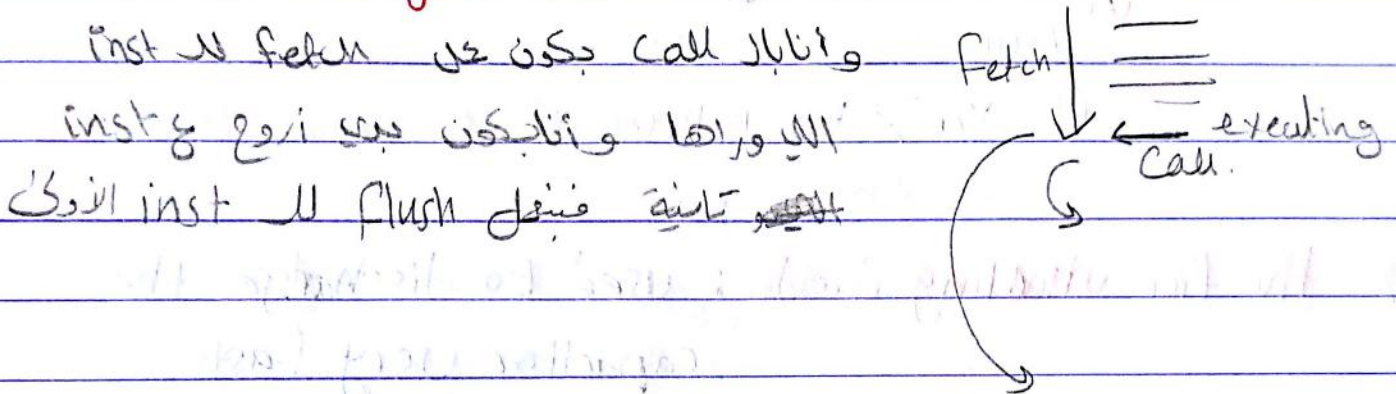 وأنا بال call بكون عل fetch لل inst
اللي وراها وأنا بكون بدي أروح ع inst
تانية فبنعمل flush لل inst الأولى
fetch
executing
call.